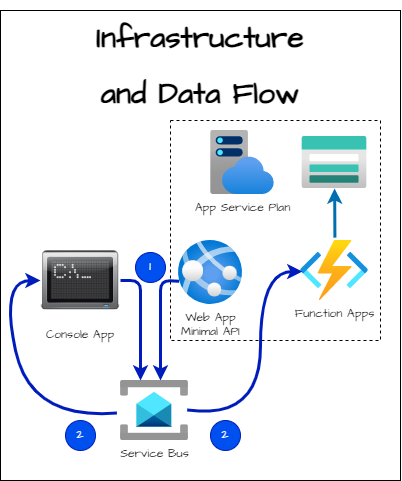 Infrastructure
and Data Flow
App Service Plan
C:\_
1
Console App
Web App
Minimal API
Function Apps
2
2
Service Bus